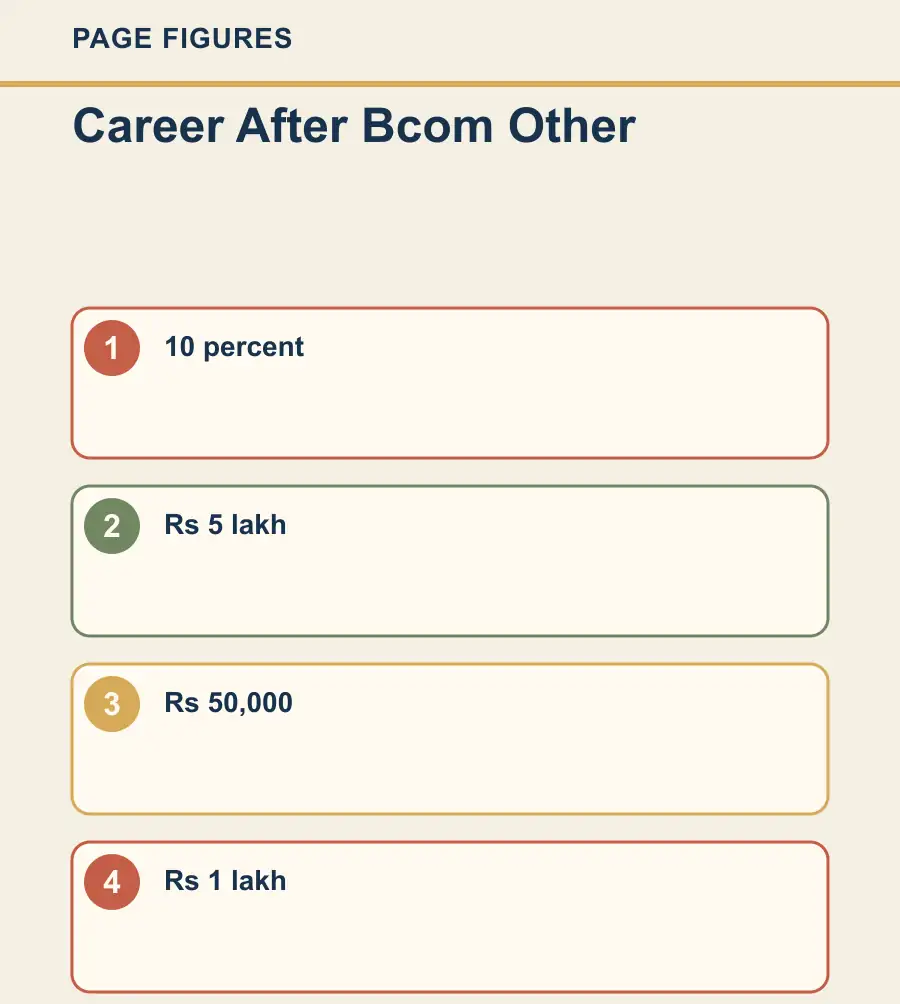 PAGE FIGURES
Career After Bcom Other
1 10 percent
2 Rs 5 lakh
3 Rs 50,000
4 Rs 1 lakh